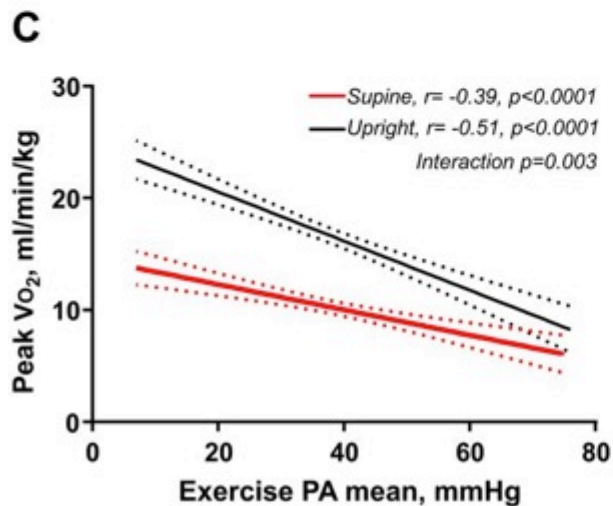 C
30
20
10
0
Peak Vo₂, ml/min/kg
Supine, r= -0.39, p<0.0001
Upright, r= -0.51, p<0.0001
Interaction p=0.003
0 20 40 60 80
Exercise PA mean, mmHg